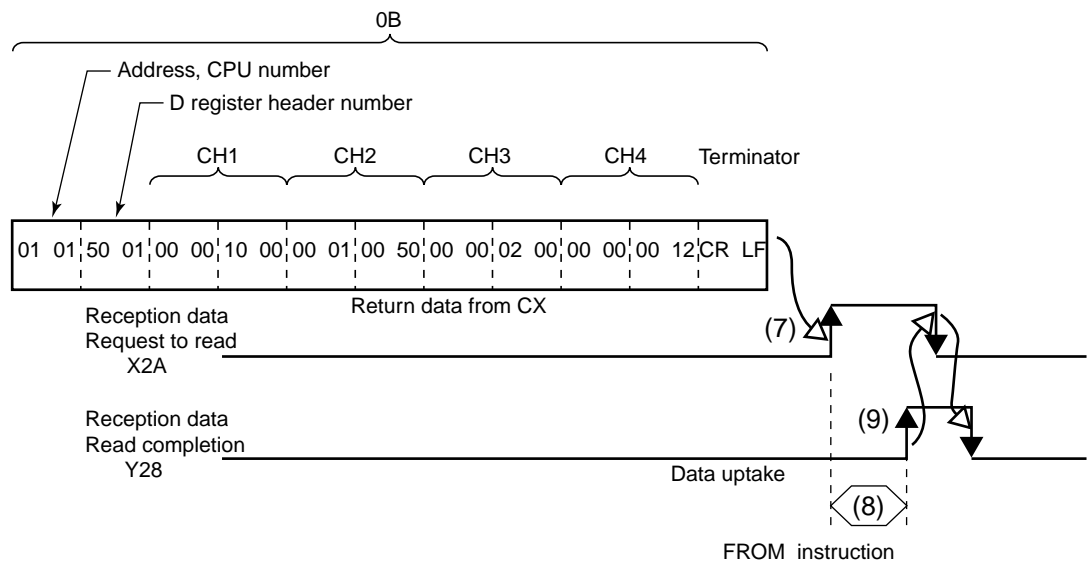 0B
Address, CPU number
D register header number
CH1 CH2 CH3 CH4 Terminator
01 01 50 01 00 00 10 00 00 01 00 50 00 00 02 00 00 00 00 12 CR LF
Return data from CX
Reception data
Request to read
X2A
(7)
Reception data
Read completion
Y28
(9)
Data uptake
(8)
FROM instruction